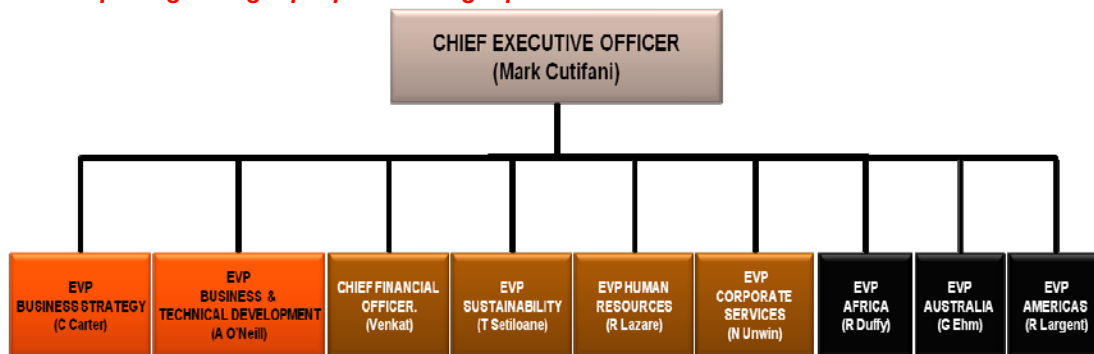 CHIEF EXECUTIVE OFFICER
(Mark Cutifani)
EVP
BUSINESS STRATEGY
(C Carter)
EVP
BUSINESS &
TECHNICAL DEVELOPMENT
(A O'Neill)
CHIEF FINANCIAL
OFFICER.
(Venkat)
EVP
SUSTAINABILITY
(T Setiloane)
EVP HUMAN
RESOURCES
(R Lazare)
EVP
CORPORATE
SERVICES
(N Unwin)
EVP
AFRICA
(R Duffy)
EVP
AUSTRALIA
(G Ehm)
EVP
AMERICAS
(R Largent)